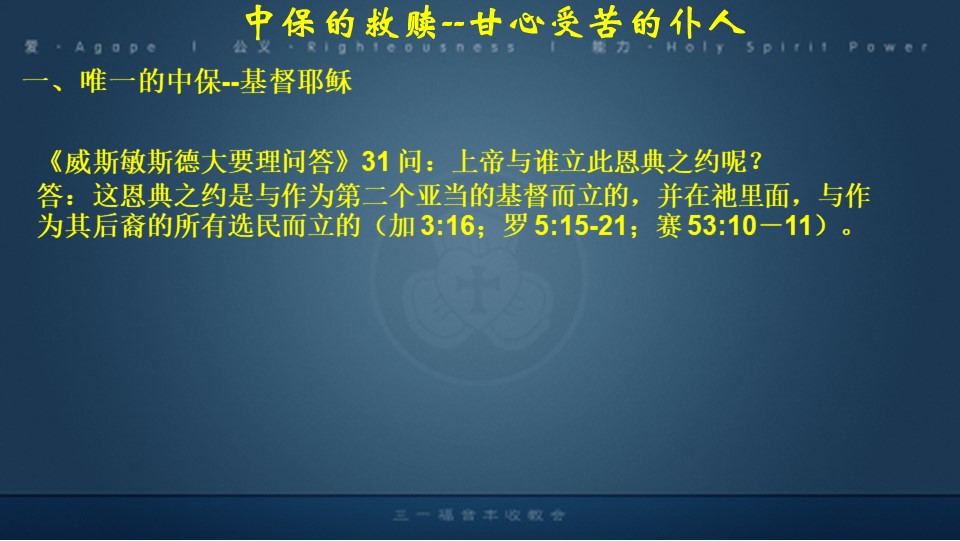 中保的救赎--甘心受苦的仆人
爱 · Agape | 公义 · Righteousness | 能力 · Holy Spirit Power
一、唯一的中保--基督耶稣
《威斯敏斯德大要理问答》31 问：上帝与谁立此恩典之约呢？
答：这恩典之约是与作为第二个亚当的基督而立的，并在祂里面，与作
为其后裔的所有选民而立的（加 3:16；罗 5:15-21；赛 53:10－11）。
三一福音丰收教会